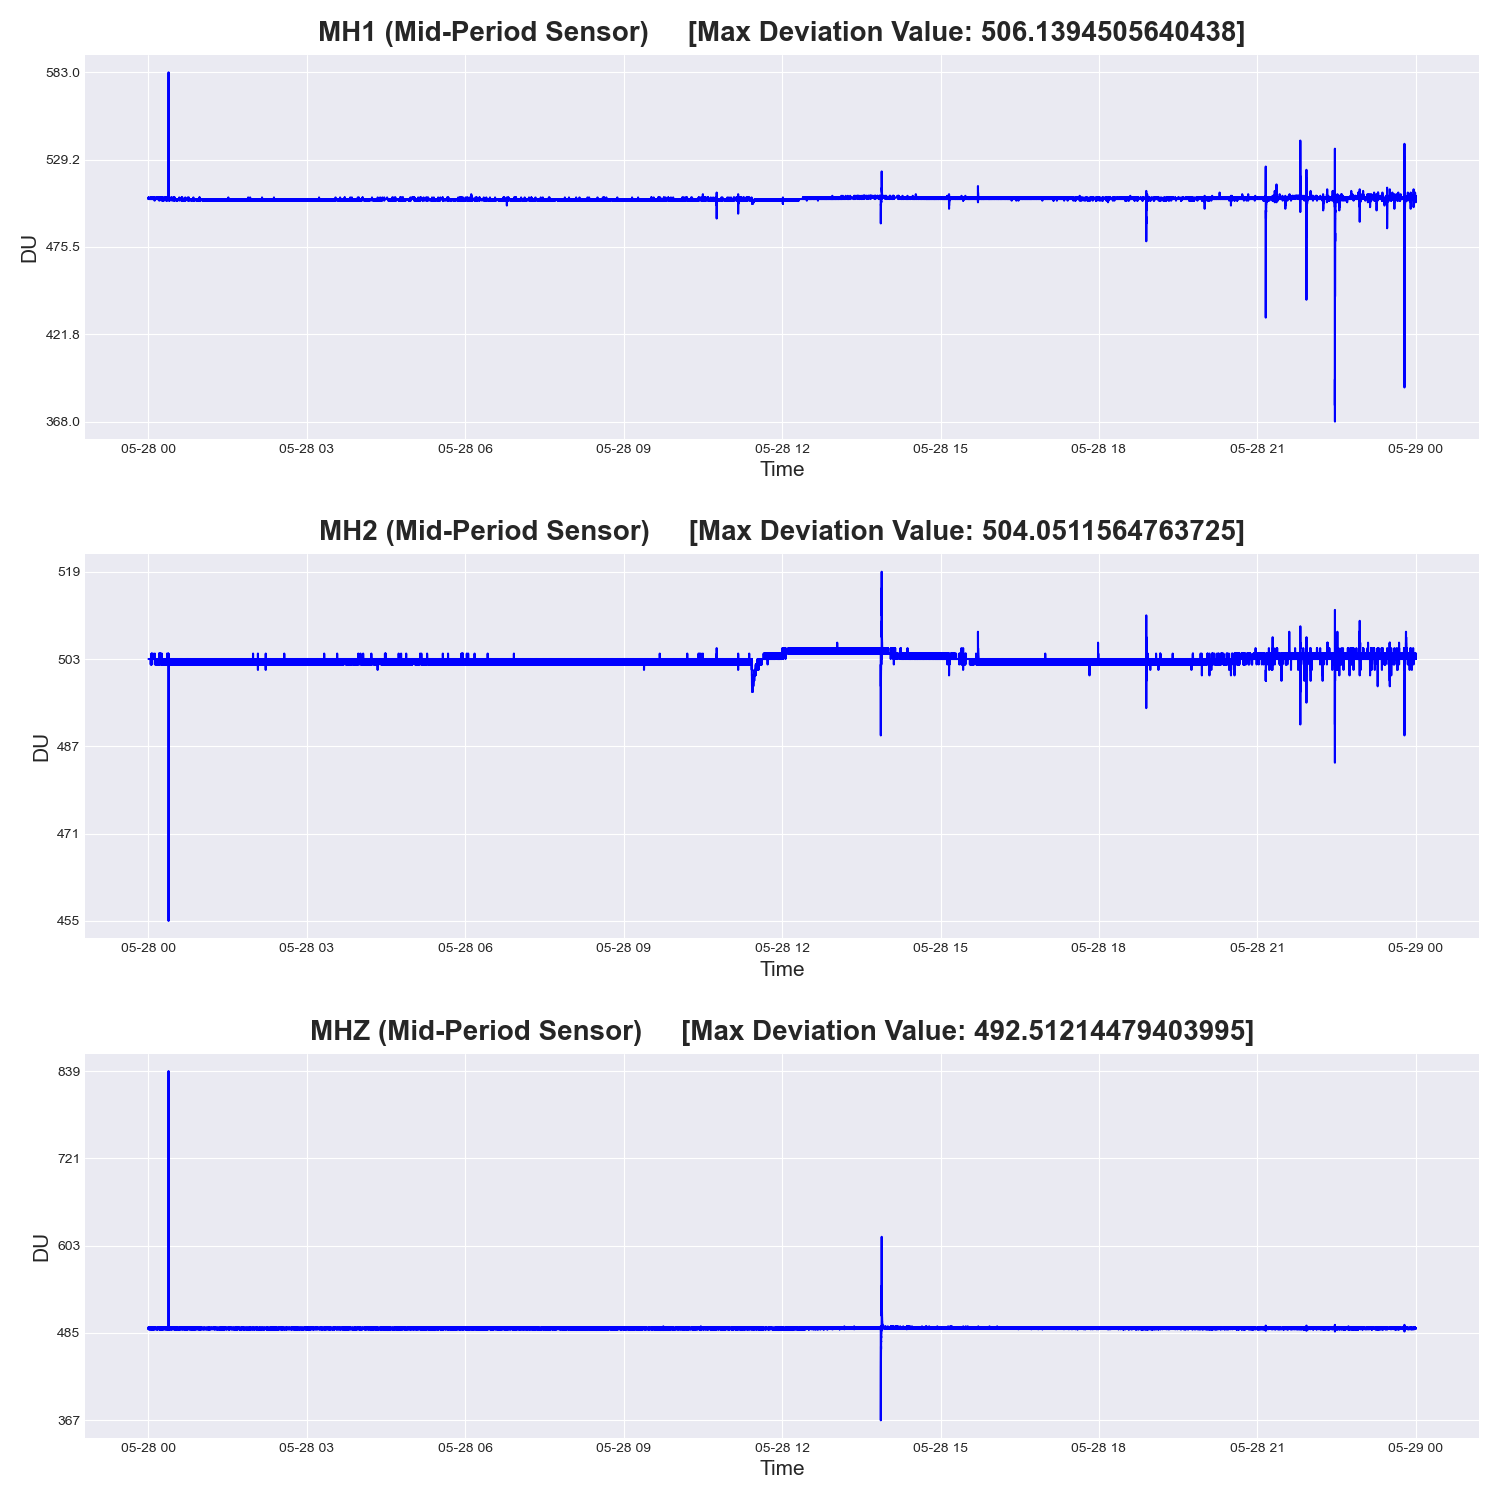 MH1 (Mid-Period Sensor) [Max Deviation Value: 506.1394505640438]
583.0
529.2
475.5
421.8
368.0
DU
05-28 00 05-28 03 05-28 06 05-28 09 05-28 12 05-28 15 05-28 18 05-28 21 05-29 00
Time
MH2 (Mid-Period Sensor) [Max Deviation Value: 504.0511564763725]
519
503
487
471
455
DU
05-28 00 05-28 03 05-28 06 05-28 09 05-28 12 05-28 15 05-28 18 05-28 21 05-29 00
Time
MHZ (Mid-Period Sensor) [Max Deviation Value: 492.51214479403995]
839
721
603
485
367
DU
05-28 00 05-28 03 05-28 06 05-28 09 05-28 12 05-28 15 05-28 18 05-28 21 05-29 00
Time